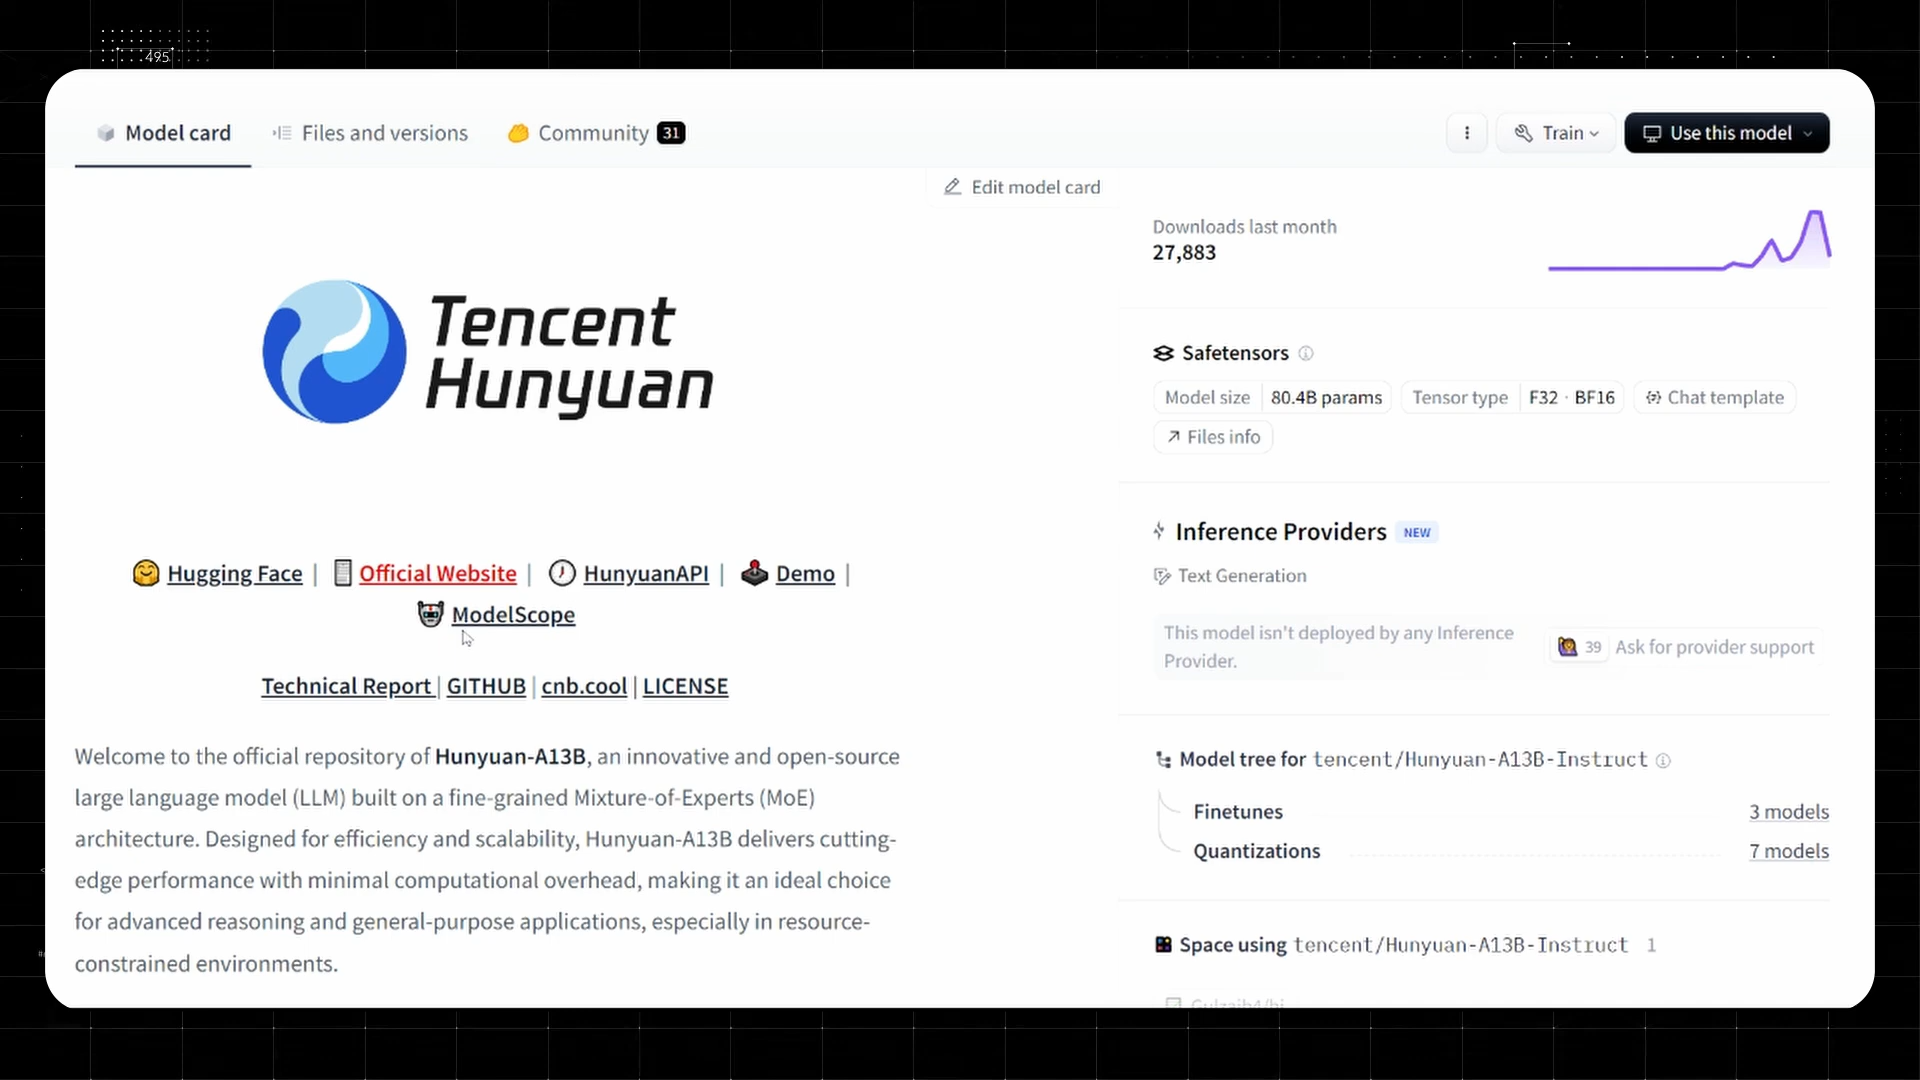 495
Model card
Files and versions
Community 31
Train
Use this model
Edit model card
Tencent
Hunyuan
Hugging Face | Official Website | HunyuanAPI | Demo |
ModelScope
Technical Report | GITHUB | cnb.cool | LICENSE
Welcome to the official repository of Hunyuan-A13B, an innovative and open-source
large language model (LLM) built on a fine-grained Mixture-of-Experts (MoE)
architecture. Designed for efficiency and scalability, Hunyuan-A13B delivers cutting-
edge performance with minimal computational overhead, making it an ideal choice
for advanced reasoning and general-purpose applications, especially in resource-
constrained environments.
Downloads last month
27,883
Safetensors
Model size 80.4B params Tensor type F32 · BF16 Chat template
Files info
Inference Providers NEW
Text Generation
This model isn't deployed by any Inference
Provider.
39 Ask for provider support
Model tree for tencent/Hunyuan-A13B-Instruct
Finetunes 3 models
Quantizations 7 models
Space using tencent/Hunyuan-A13B-Instruct 1